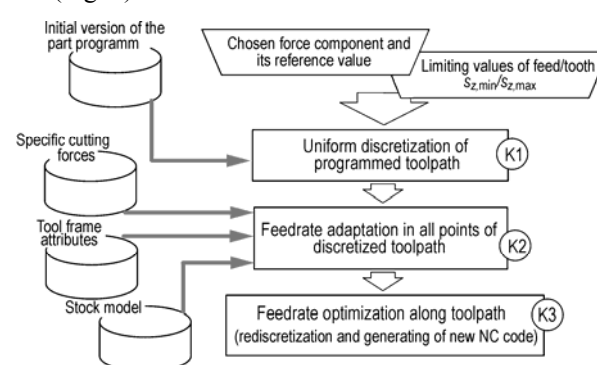 Initial version of the
part programm
Chosen force component and
its reference value
Limiting values of feed/tooth
sz,min/sz,max
Specific cutting
forces
Uniform discretization of
programmed toolpath
K1
Tool frame
attributes
Feedrate adaptation in all points of
discretized toolpath
K2
Stock model
Feedrate optimization along toolpath
(rediscretization and generating of new NC code)
K3